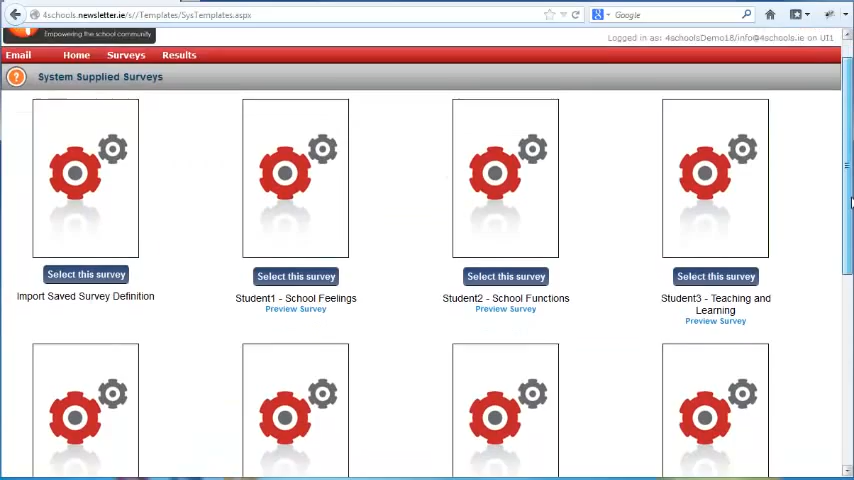 4schools.newsletter.ie/s//Templates/SysTemplates.aspx
Google
Empowering the school community
Logged in as: 4schoolsDemo18/info@4schools.ie on UI1
Email Home Surveys Results
? System Supplied Surveys
Select this survey Select this survey Select this survey Select this survey
Import Saved Survey Definition Student1 - School Feelings Student2 - School Functions Student3 - Teaching and
Learning
Preview Survey Preview Survey Preview Survey